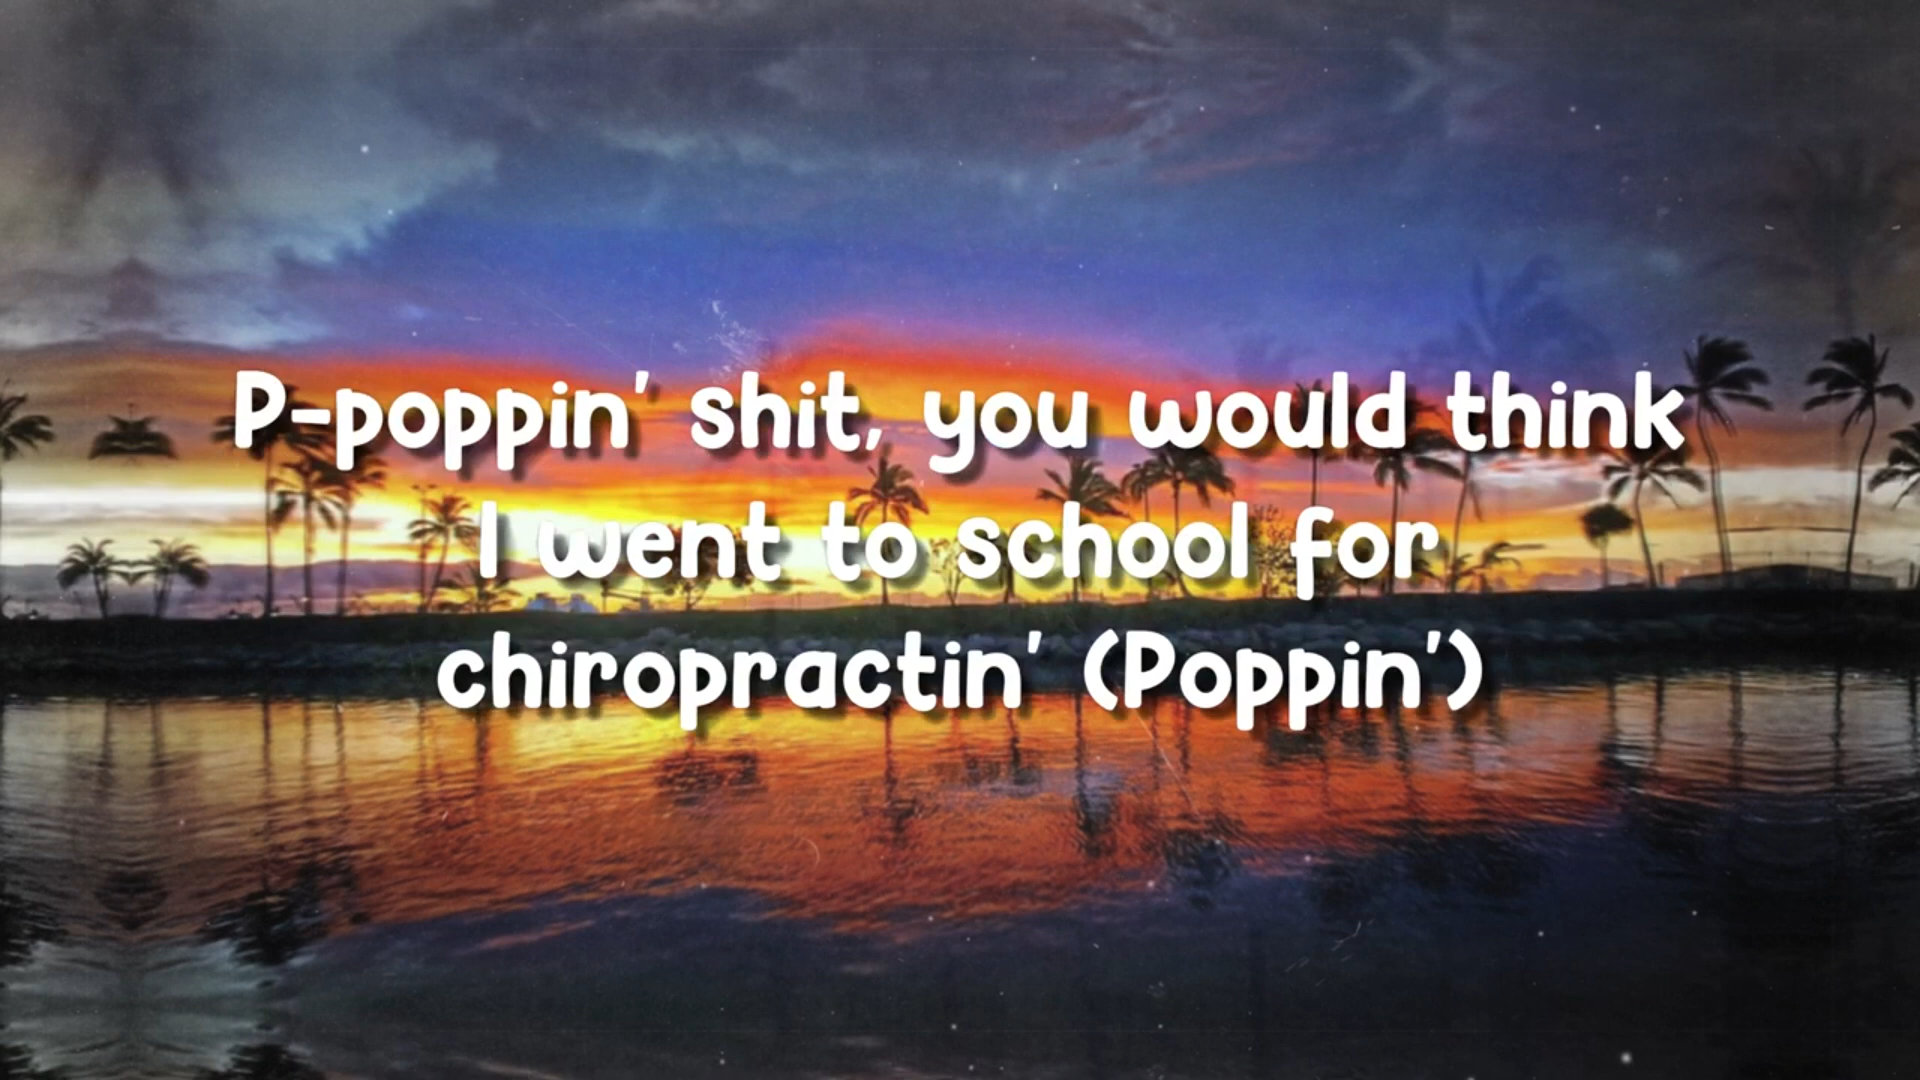 P-poppin' shit, you would think
I went to school for
chiropractin' (Poppin')